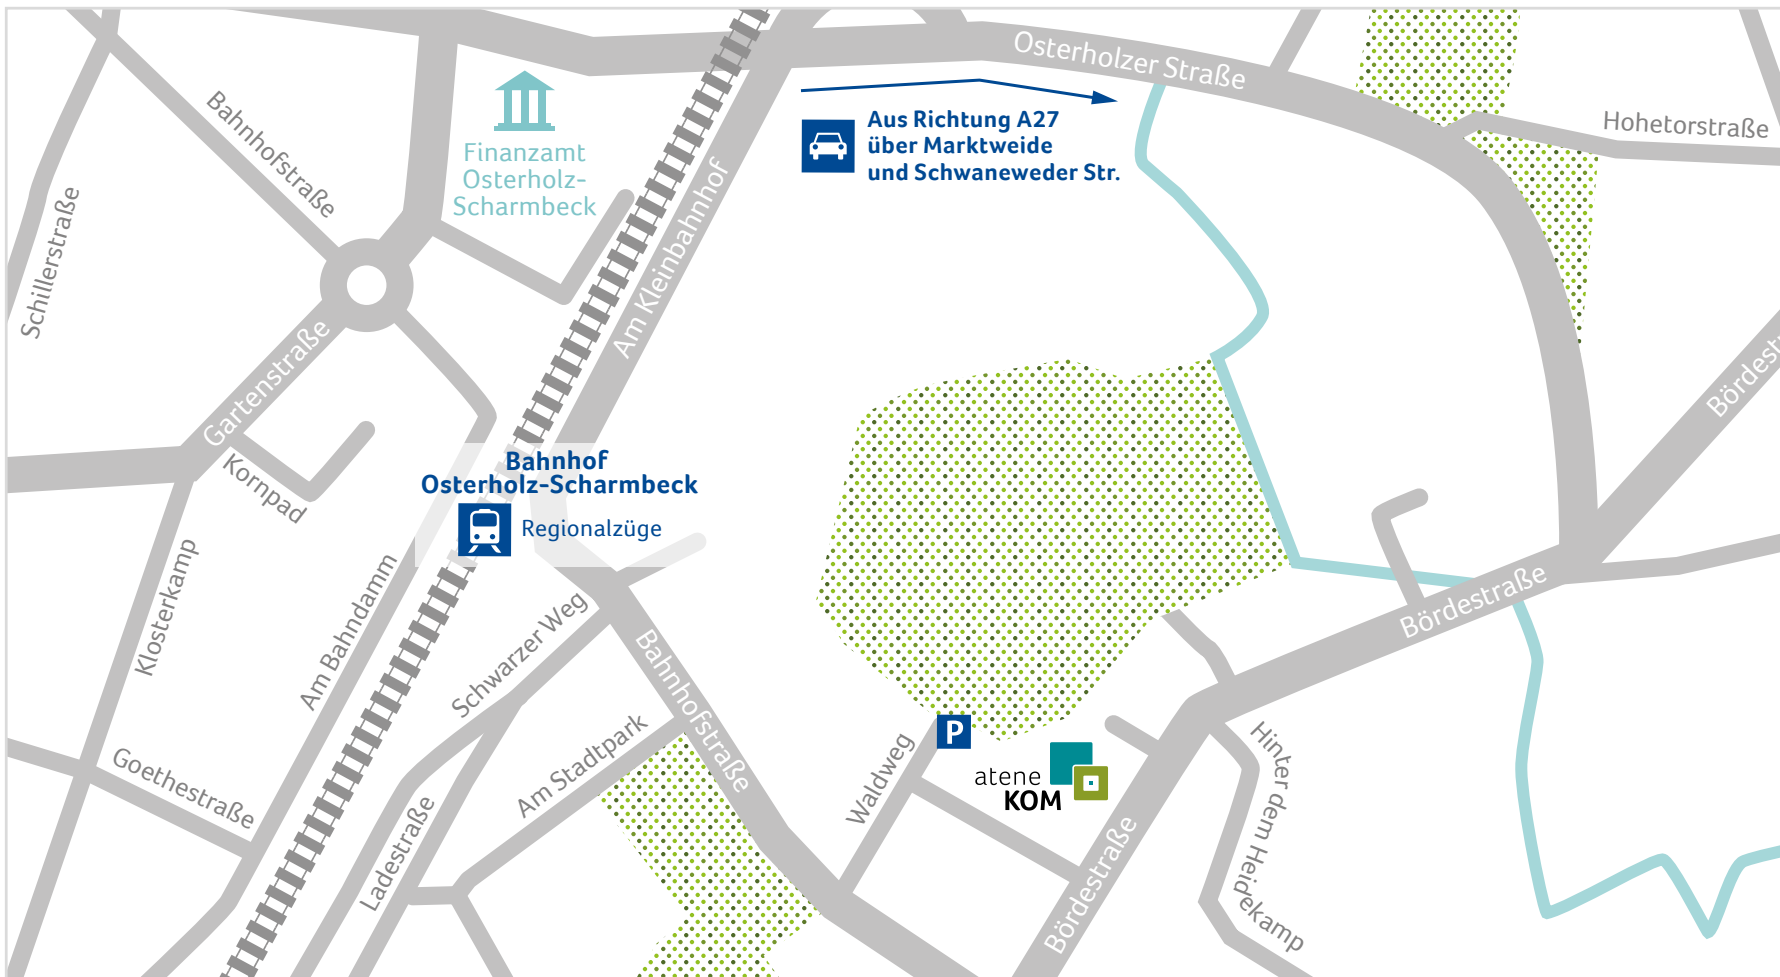 Osterholzer Straße
Bahnhofstraße
Aus Richtung A27
über Marktweide
und Schwaneweder Str.
Hohetorstraße
Finanzamt
Osterholz-
Scharmbeck
Schillerstraße
Am Kleinbahnhof
Gartenstraße
Bördest
Kornpad
Bahnhof
Osterholz-Scharmbeck
Regionalzüge
Klosterkamp
Am Bahndamm
Schwarzer Weg
Bördestraße
Bahnhofstraße
Am Stadtpark
Goethestraße
Ladestraße
Waldweg
P
atene
KOM
Hinter dem Heidekamp
Bördestraße